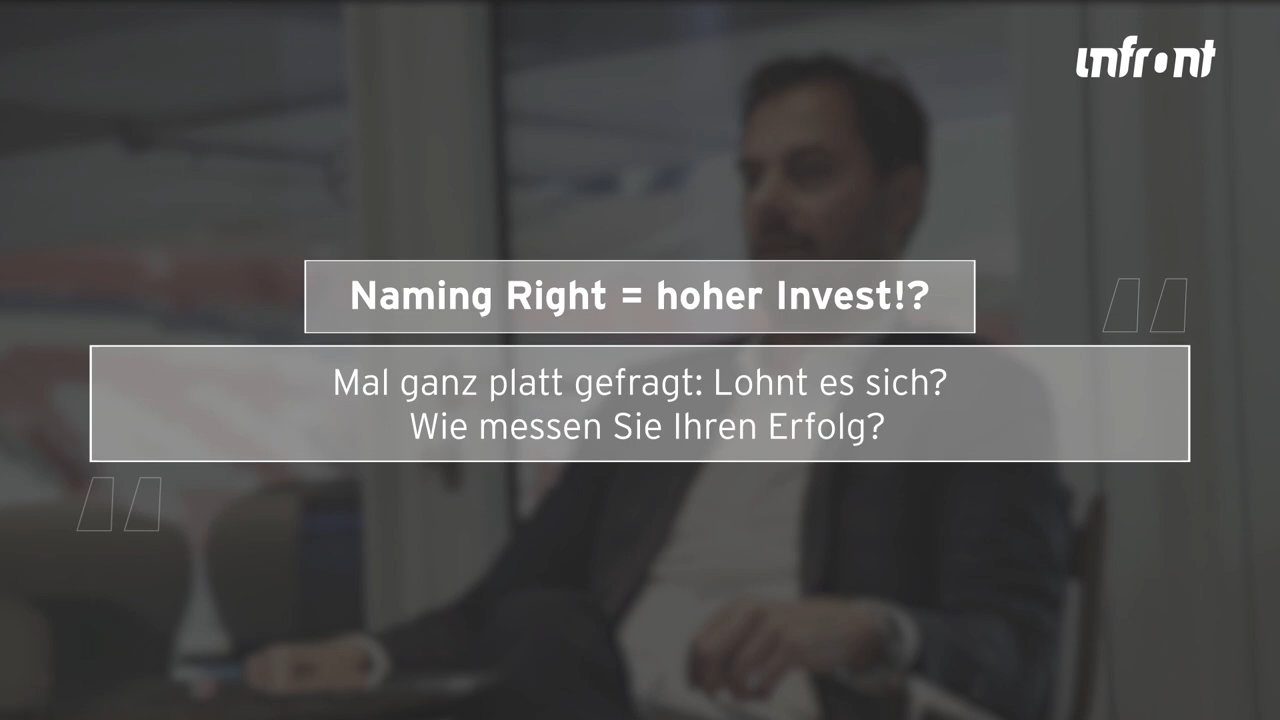 infront
Naming Right = hoher Invest!?
Mal ganz platt gefragt: Lohnt es sich?
Wie messen Sie Ihren Erfolg?